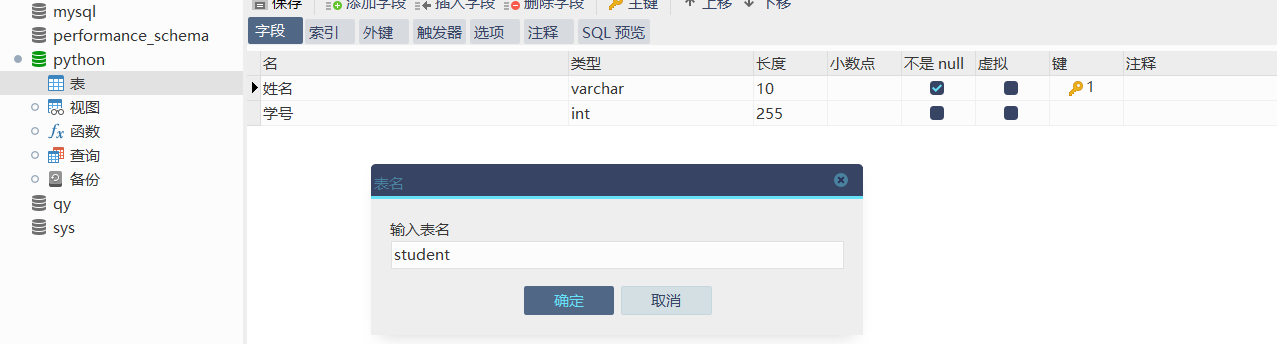 mysql
performance_schema
python
表
视图
fx 函数
查询
备份
qy
sys
保存 添加字段 插入字段 删除字段 主键 上移 下移
字段 索引 外键 触发器 选项 注释 SQL 预览
名 类型 长度 小数点 不是 null 虚拟 键 注释
姓名 varchar 10 1
学号 int 255
表名
输入表名
student
确定 取消